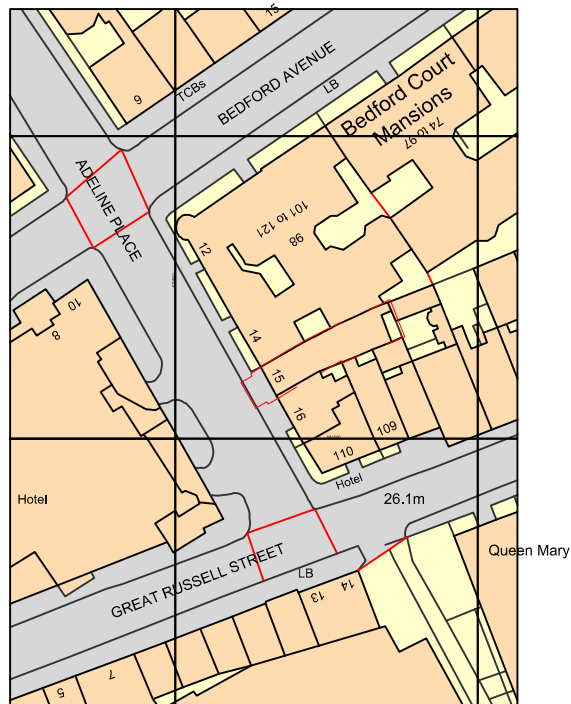 15
9
TCBs
BEDFORD AVENUE
LB
Bedford Court
Mansions
74 to 97
ADELINE PLACE
101 to 121
98
12
10
8
14
15
16
109
110
Hotel
Hotel
26.1m
Queen Mary
GREAT RUSSELL STREET
LB
14
13
7
5